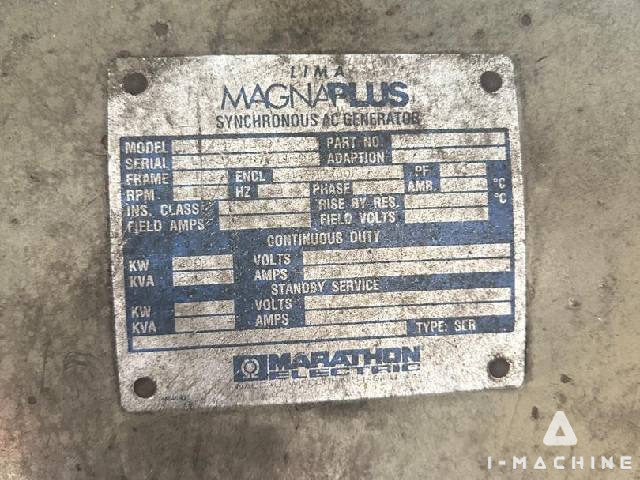 LIMA
MAGNAPLUS
SYNCHRONOUS AC GENERATOR
MODEL PART NO.
SERIAL ADAPTION
FRAME ENCL PF
RPM HZ PHASE AMB. °C
INS. CLASS RISE BY RES. °C
FIELD AMPS FIELD VOLTS
CONTINUOUS DUTY
KW VOLTS
KVA AMPS
STANDBY SERVICE
KW VOLTS
KVA AMPS
TYPE: SER
MARATHON
ELECTRIC
I-MACHINE